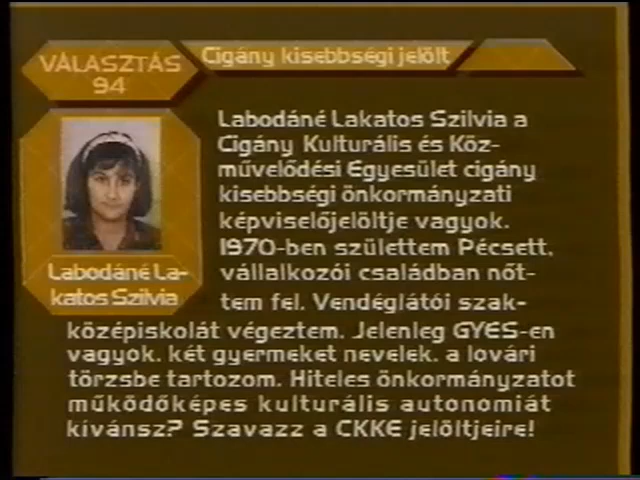 VÁLASZTÁS
94
Cigány kisebbségi jelölt
Labodáné La-
katos Szilvia
Labodáné Lakatos Szilvia a
Cigány Kulturális és Köz-
művelődési Egyesület cigány
kisebbségi önkormányzati
képviselőjelöltje vagyok.
1970-ben születtem Pécsett,
vállalkozói családban nőt-
tem fel. Vendéglátói szak-
középiskolát végeztem. Jelenleg GYES-en
vagyok, két gyermeket nevelek, a lovári
törzsbe tartozom. Hiteles önkormányzatot
működőképes kulturális autonomiát
kívánsz? Szavazz a CKKE jelöltjeire!